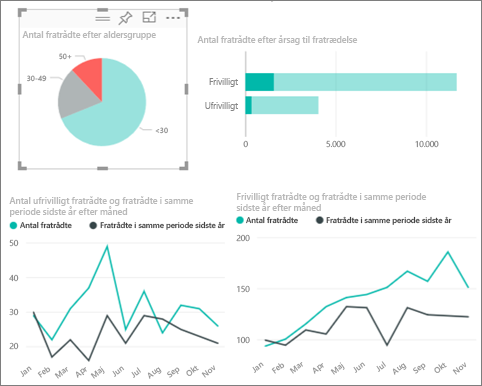 Antal fratrådte efter aldersgruppe
50+
30-49
<30
Antal fratrådte efter årsag til fratrædelse
Frivilligt
Ufrivilligt
0
5.000
10.000
Antal ufrivilligt fratrådte og fratrådte i samme
periode sidste år efter måned
Antal fratrådte
Fratrådte i samme periode sidste år
50
40
30
20
Jan
Feb
Mar
Apr
Maj
Jun
Jul
Aug
Sep
Okt
Nov
Frivilligt fratrådte og fratrådte i samme periode
sidste år efter måned
Antal fratrådte
Fratrådte i samme periode sidste år
200
150
100
Jan
Feb
Mar
Apr
Maj
Jun
Jul
Aug
Sep
Okt
Nov